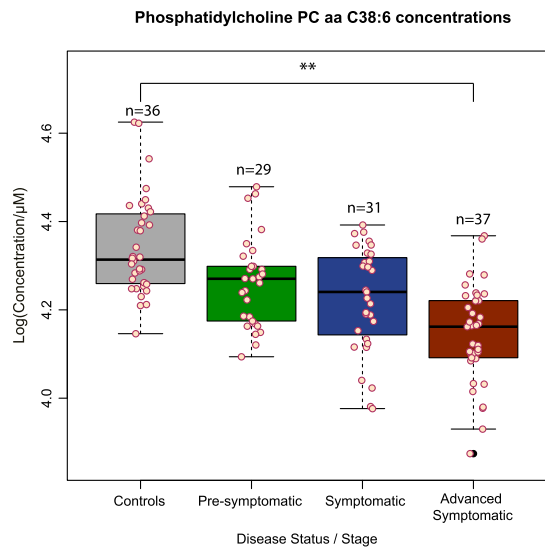 Phosphatidylcholine PC aa C38:6 concentrations
**
n=36
n=29
n=31
n=37
Log(Concentration/µM)
4.6
4.4
4.2
4.0
Controls
Pre-symptomatic
Symptomatic
Advanced
Symptomatic
Disease Status / Stage